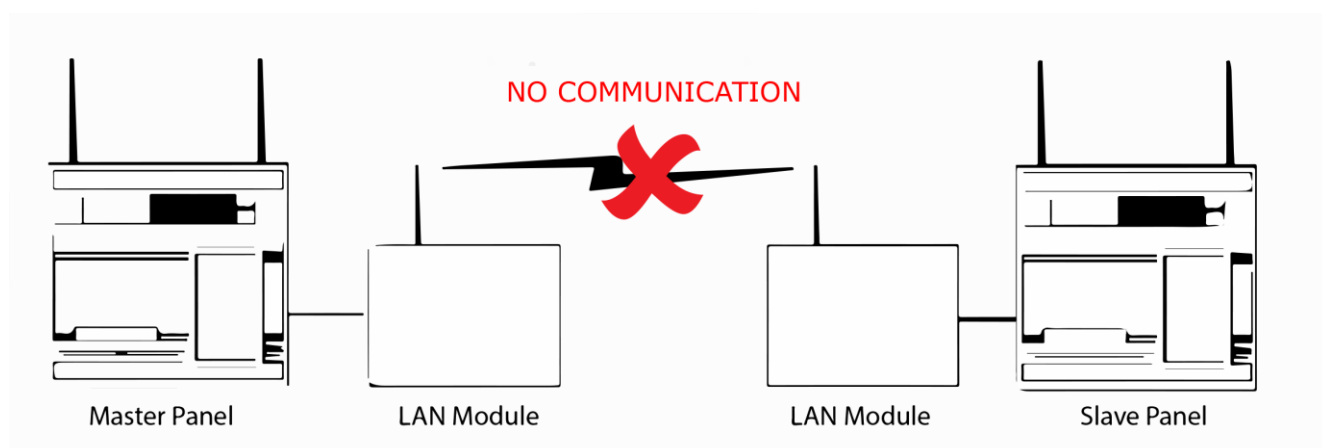 NO COMMUNICATION
Master Panel
LAN Module
LAN Module
Slave Panel